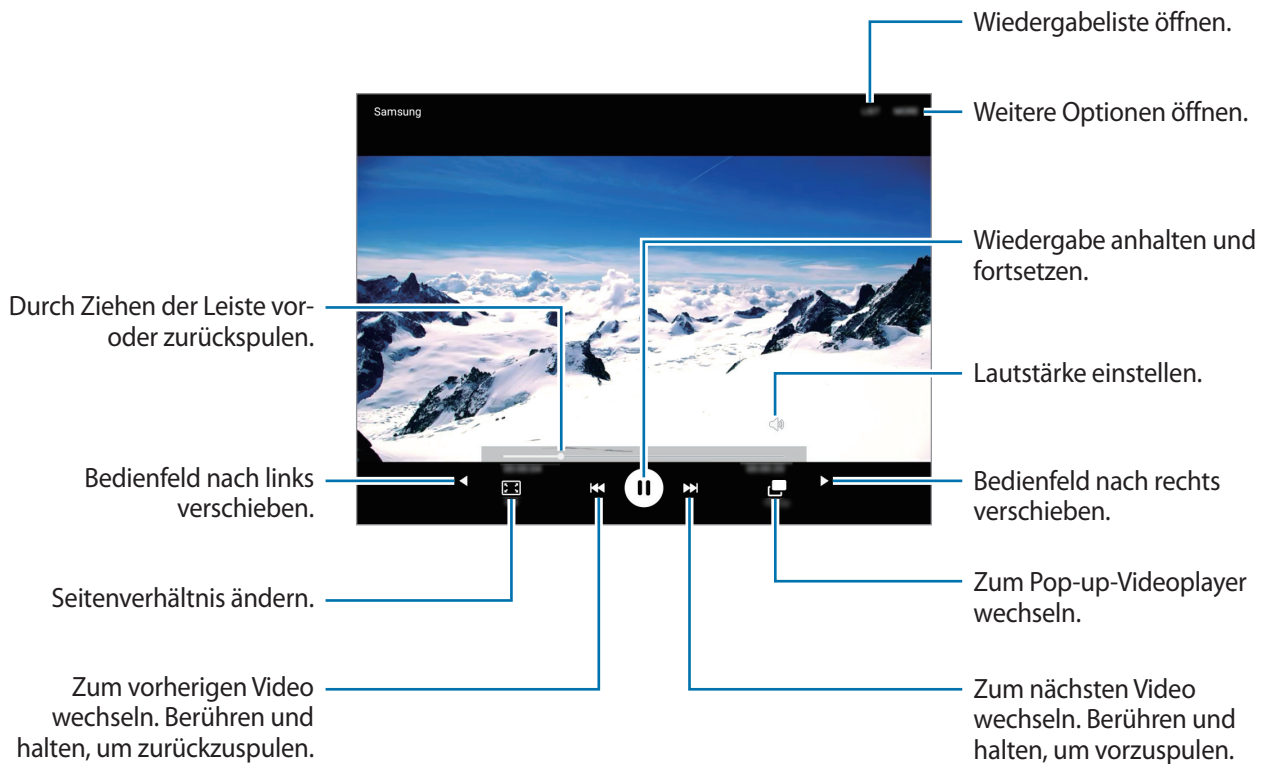 Wiedergabeliste öffnen.
Samsung
Weitere Optionen öffnen.
Wiedergabe anhalten und
fortsetzen.
Durch Ziehen der Leiste vor-
oder zurückspulen.
Lautstärke einstellen.
Bedienfeld nach links
verschieben.
Bedienfeld nach rechts
verschieben.
Seitenverhältnis ändern.
Zum Pop-up-Videoplayer
wechseln.
Zum vorherigen Video
wechseln. Berühren und
halten, um zurückzuspulen.
Zum nächsten Video
wechseln. Berühren und
halten, um vorzuspulen.